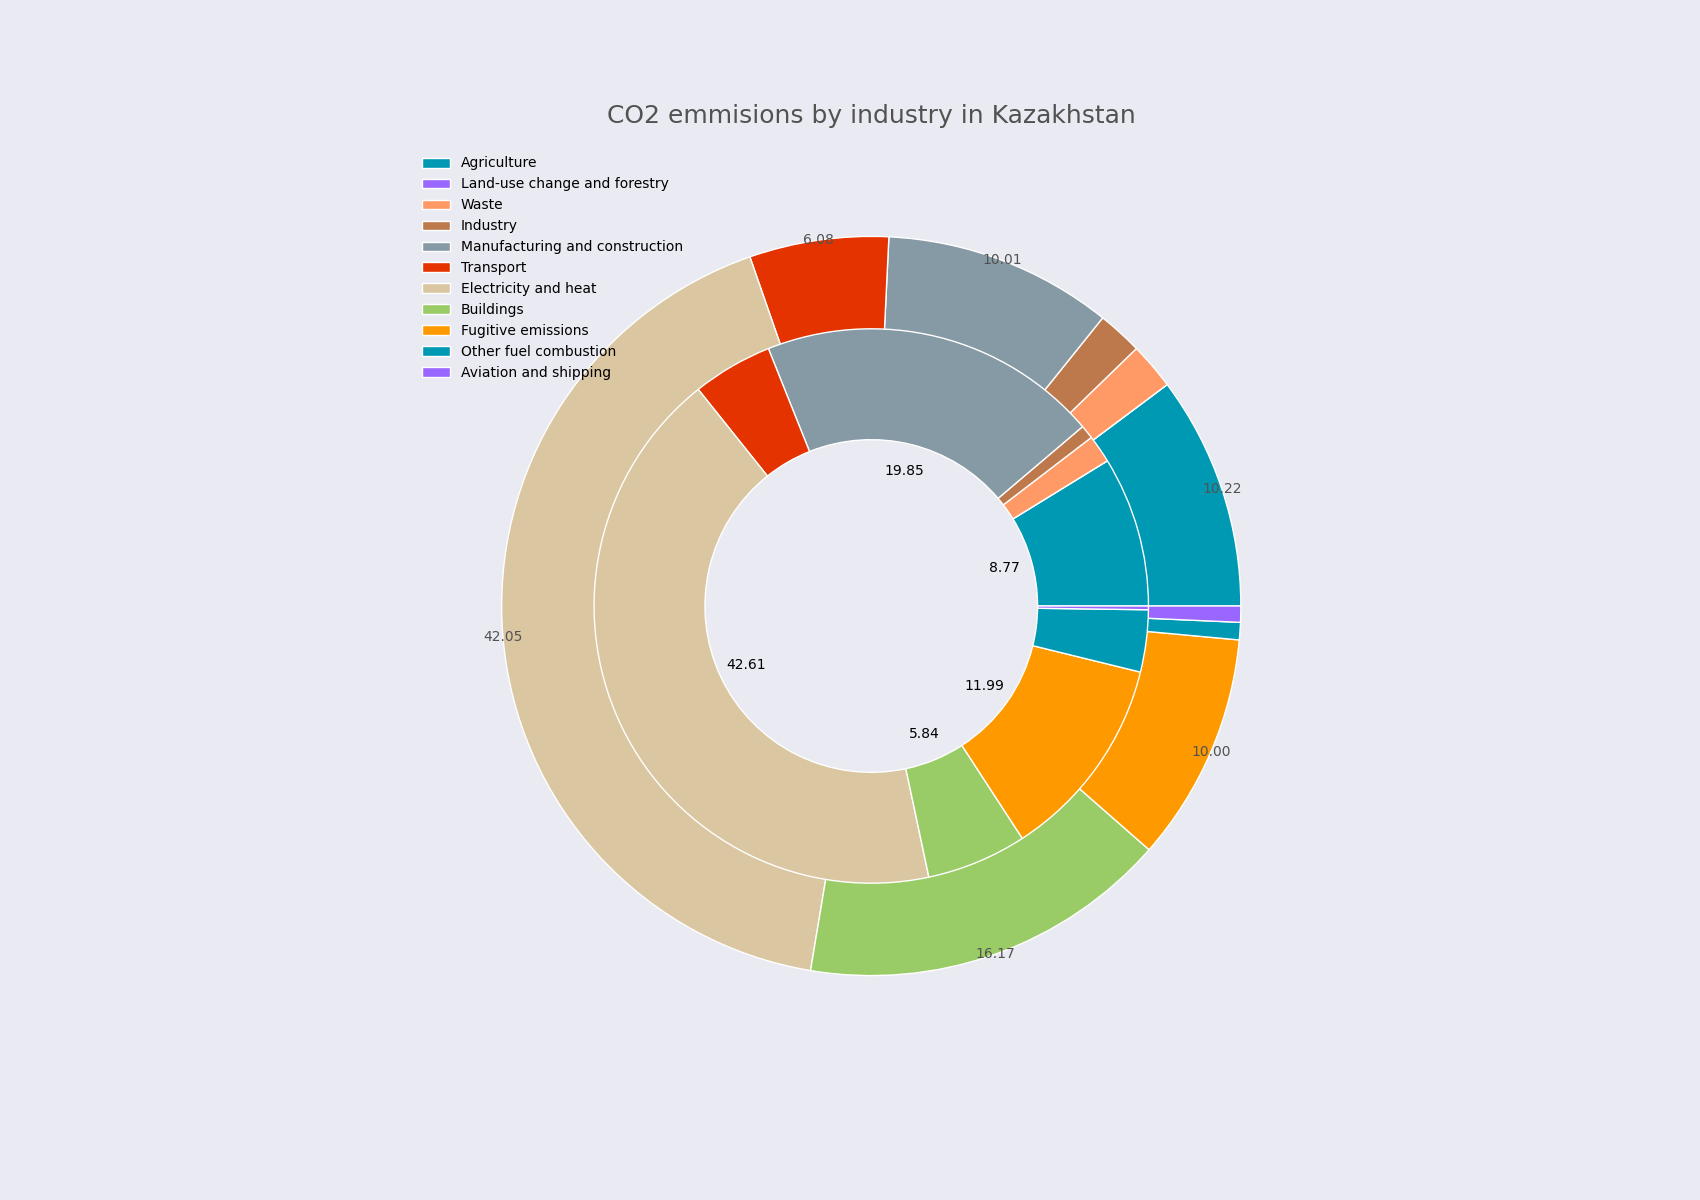 CO2 emmisions by industry in Kazakhstan
Agriculture
Land-use change and forestry
Waste
Industry
Manufacturing and construction
Transport
Electricity and heat
Buildings
Fugitive emissions
Other fuel combustion
Aviation and shipping
6.08
10.01
19.85
10.22
8.77
42.05
42.61
11.99
5.84
10.00
16.17